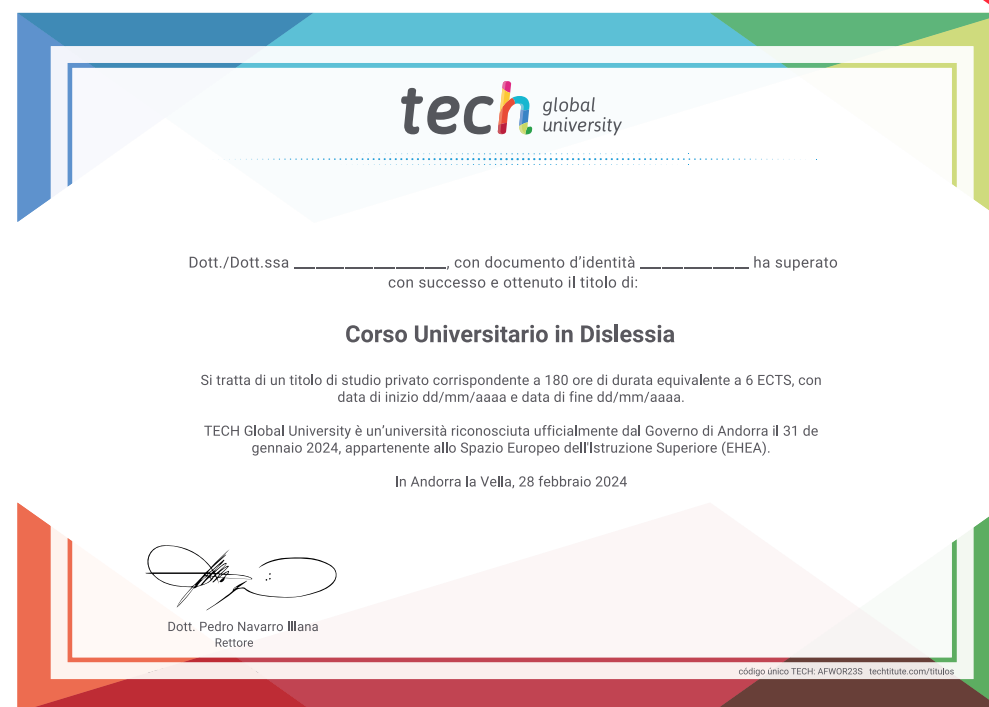 tech global university
Dott./Dott.ssa _________________, con documento d’identità ____________ ha superato
con successo e ottenuto il titolo di:
Corso Universitario in Dislessia
Si tratta di un titolo di studio privato corrispondente a 180 ore di durata equivalente a 6 ECTS, con
data di inizio dd/mm/aaaa e data di fine dd/mm/aaaa.
TECH Global University è un’università riconosciuta ufficialmente dal Governo di Andorra il 31 de
gennaio 2024, appartenente allo Spazio Europeo dell'Istruzione Superiore (EHEA).
In Andorra la Vella, 28 febbraio 2024
Dott. Pedro Navarro Illana
Rettore
código único TECH: AFWOR23S techtitute.com/titulos